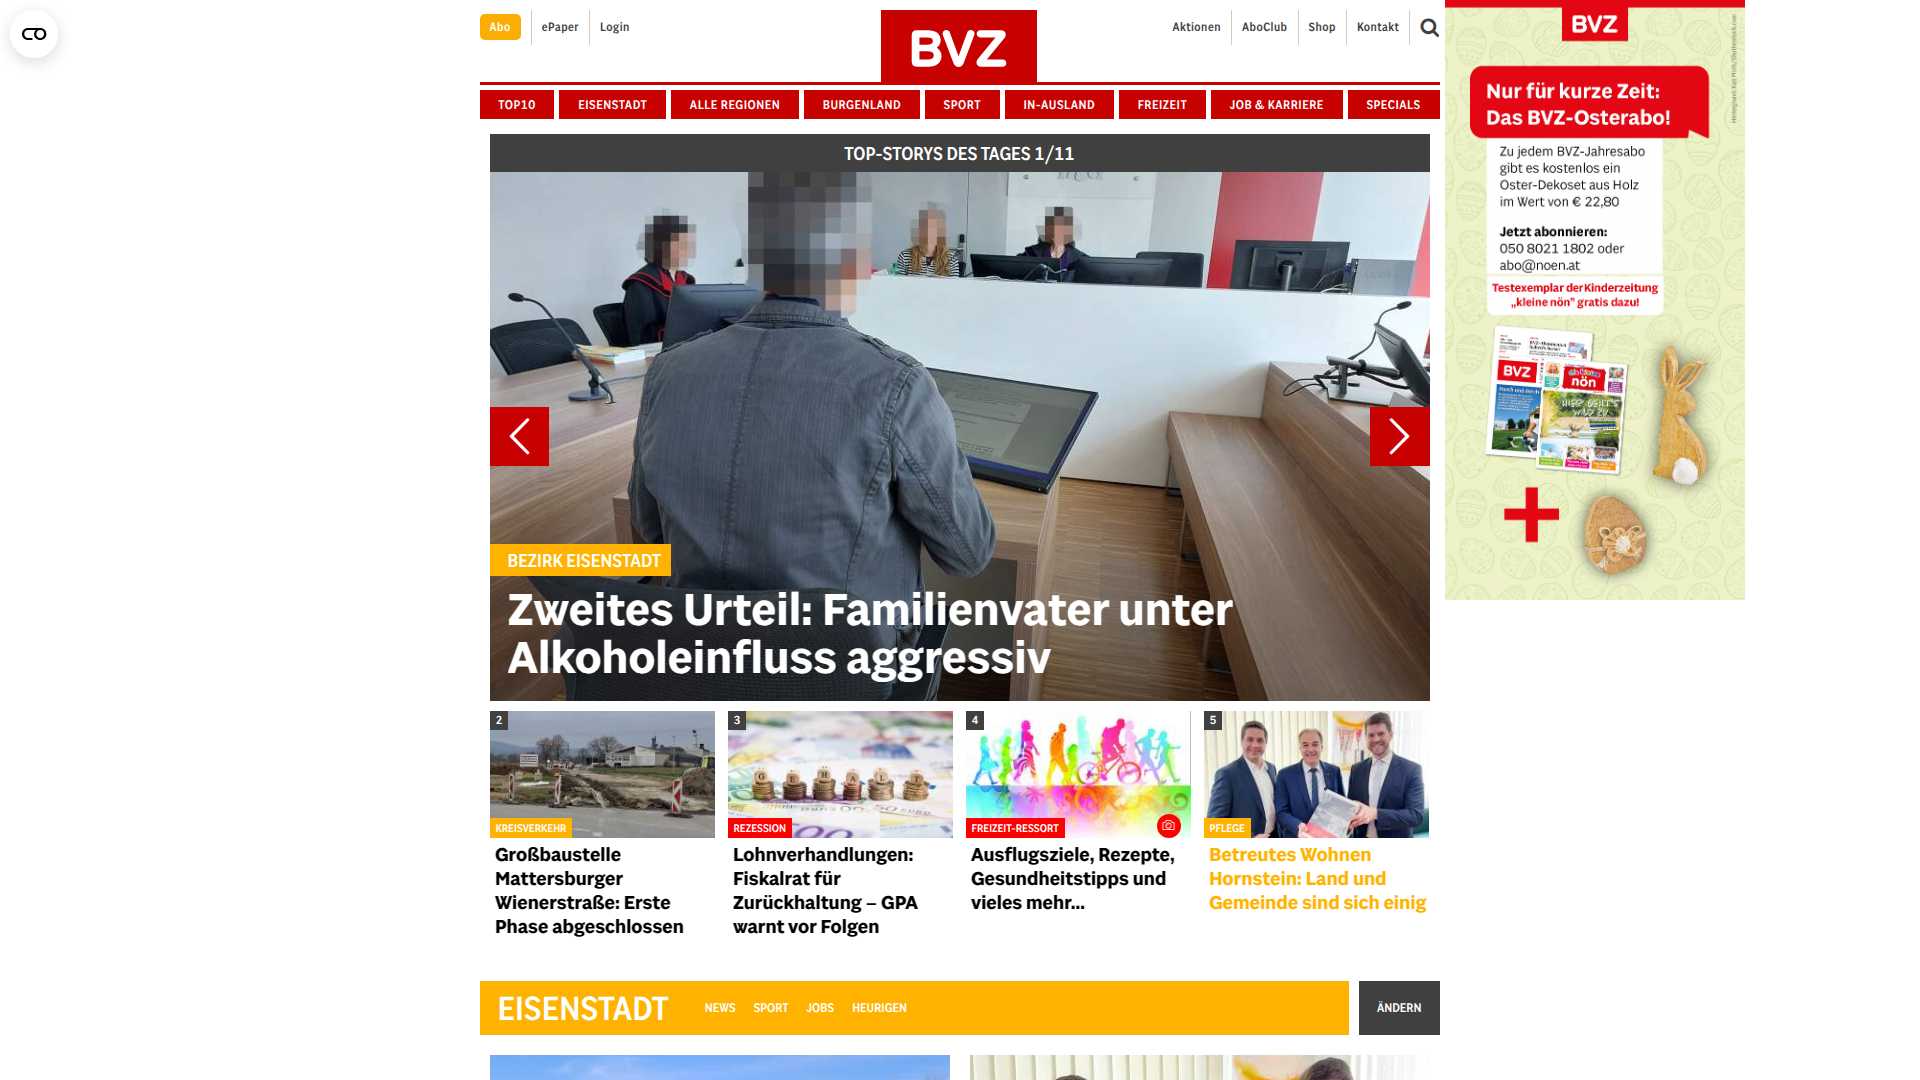 Abo
ePaper
Login
BVZ
Aktionen
AboClub
Shop
Kontakt
TOP10
EISENSTADT
ALLE REGIONEN
BURGENLAND
SPORT
IN-AUSLAND
FREIZEIT
JOB & KARRIERE
SPECIALS
TOP-STORYS DES TAGES 1/11
BEZIRK EISENSTADT
Zweites Urteil: Familienvater unter
Alkoholeinfluss aggressiv
2
KREISVERKEHR
Großbaustelle
Mattersburger
Wienerstraße: Erste
Phase abgeschlossen
3
GEHALT
REZESSION
Lohnverhandlungen:
Fiskalrat für
Zurückhaltung – GPA
warnt vor Folgen
4
FREIZEIT-RESSORT
Ausflugsziele, Rezepte,
Gesundheitstipps und
vieles mehr...
5
PFLEGE
Betreutes Wohnen
Hornstein: Land und
Gemeinde sind sich einig
EISENSTADT
NEWS
SPORT
JOBS
HEURIGEN
ÄNDERN
BVZ
Nur für kurze Zeit:
Das BVZ-Osterabo!
Zu jedem BVZ-Jahresabo
gibt es kostenlos ein
Oster-Dekoset aus Holz
im Wert von € 22,80
Jetzt abonnieren:
050 8021 1802 oder
abo@noen.at
Testexemplar der Kinderzeitung
„kleine nön" gratis dazu!
BVZ
nön
+